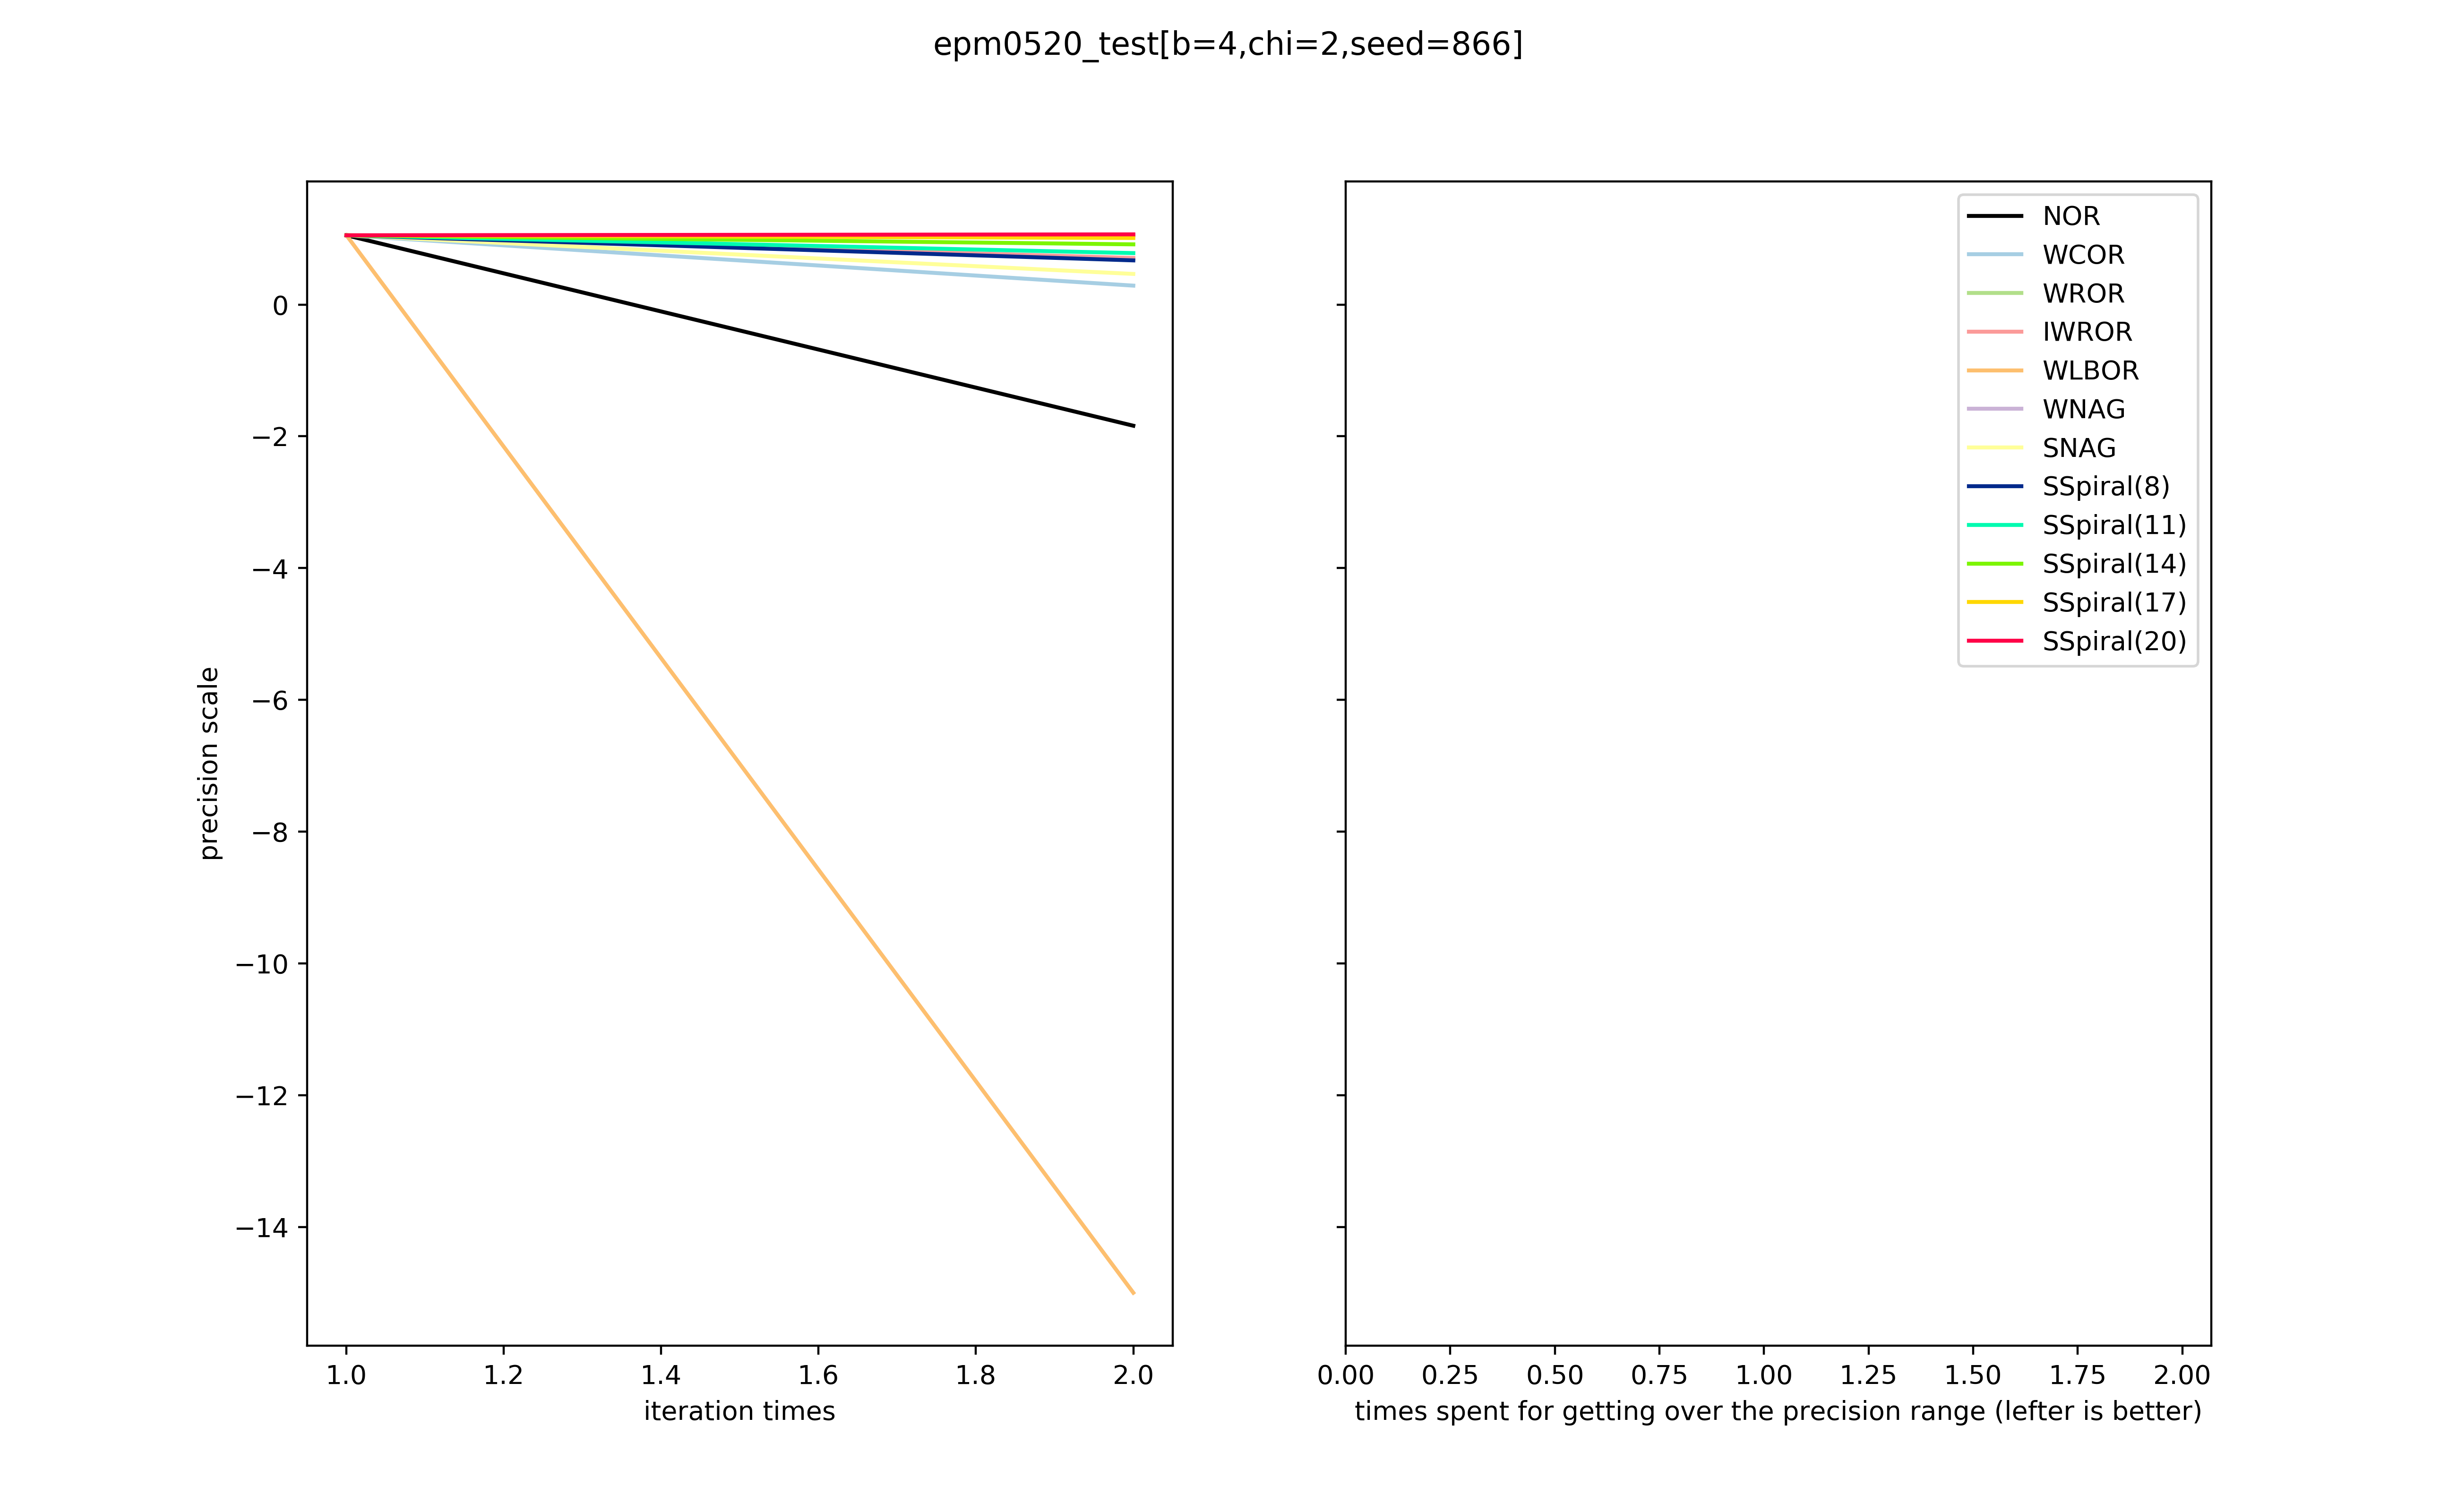 epm0520_test[b=4,chi=2,seed=866]
precision scale
0
−2
−4
−6
−8
−10
−12
−14
1.0 1.2 1.4 1.6 1.8 2.0
iteration times
NOR
WCOR
WROR
IWROR
WLBOR
WNAG
SNAG
SSpiral(8)
SSpiral(11)
SSpiral(14)
SSpiral(17)
SSpiral(20)
0.00 0.25 0.50 0.75 1.00 1.25 1.50 1.75 2.00
times spent for getting over the precision range (lefter is better)